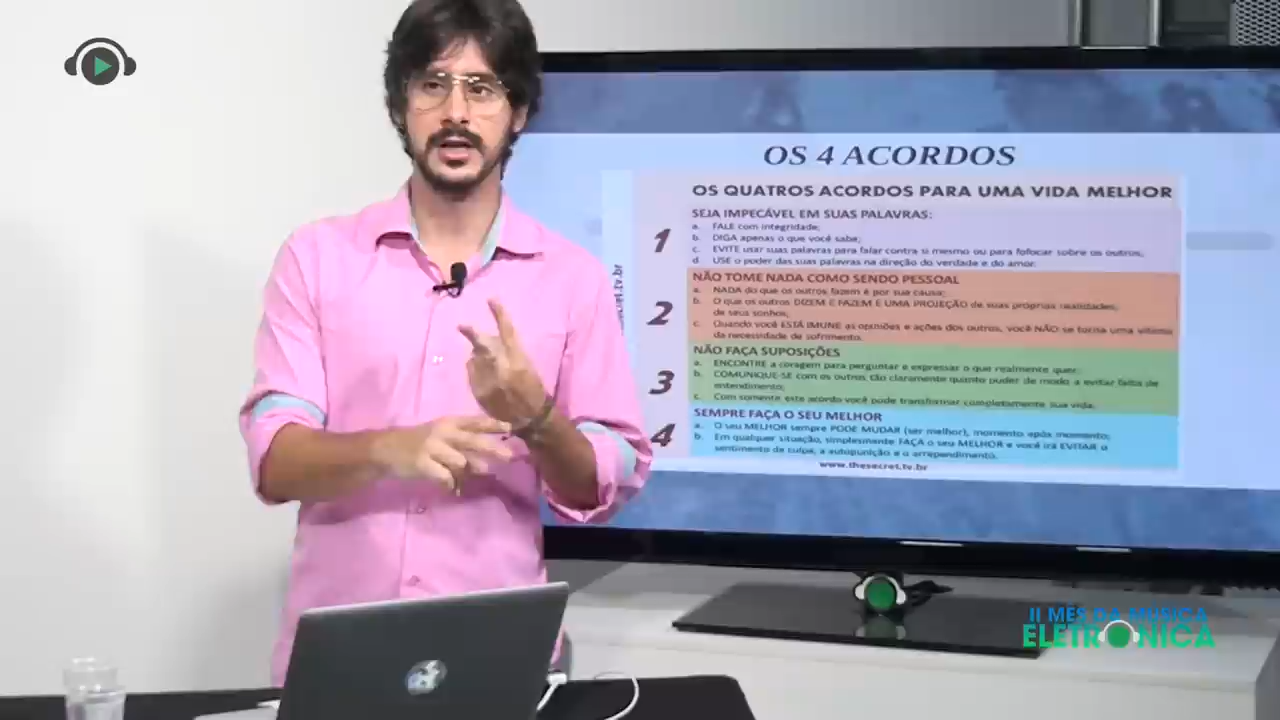 OS 4 ACORDOS
OS QUATROS ACORDOS PARA UMA VIDA MELHOR
1
SEJA IMPECÁVEL EM SUAS PALAVRAS:
a. FALE com integridade;
b. DIGA apenas o que você sabe;
c. EVITE usar suas palavras para falar contra si mesmo ou para fofocar sobre os outros;
d. USE o poder das suas palavras na direção do verdade e do amor.
2
NÃO TOME NADA COMO SENDO PESSOAL
a. NADA do que os outros fazem é por sua causa;
b. O que os outros DIZEM E FAZEM É UMA PROJEÇÃO de suas próprias realidades,
de seus sonhos;
c. Quando você ESTÁ IMUNE as opiniões e ações dos outros, você NÃO se torna uma vítima
da necessidade de sofrimento.
3
NÃO FAÇA SUPOSIÇÕES
a. ENCONTRE a coragem para perguntar e expressar o que realmente quer;
b. COMUNIQUE-SE com os outros tão claramente quanto puder de modo a evitar falta de
entendimento;
c. Com somente este acordo você pode transformar completamente sua vida.
4
SEMPRE FAÇA O SEU MELHOR
a. O seu MELHOR sempre PODE MUDAR (ser melhor), momento após momento;
b. Em qualquer situação, simplesmente FAÇA o seu MELHOR e você irá EVITAR o
sentimento de culpa, a autopunição e o arrependimento.
www.thesecret.tv.br
II MÊS DA MÚSICA
ELETRÔNICA